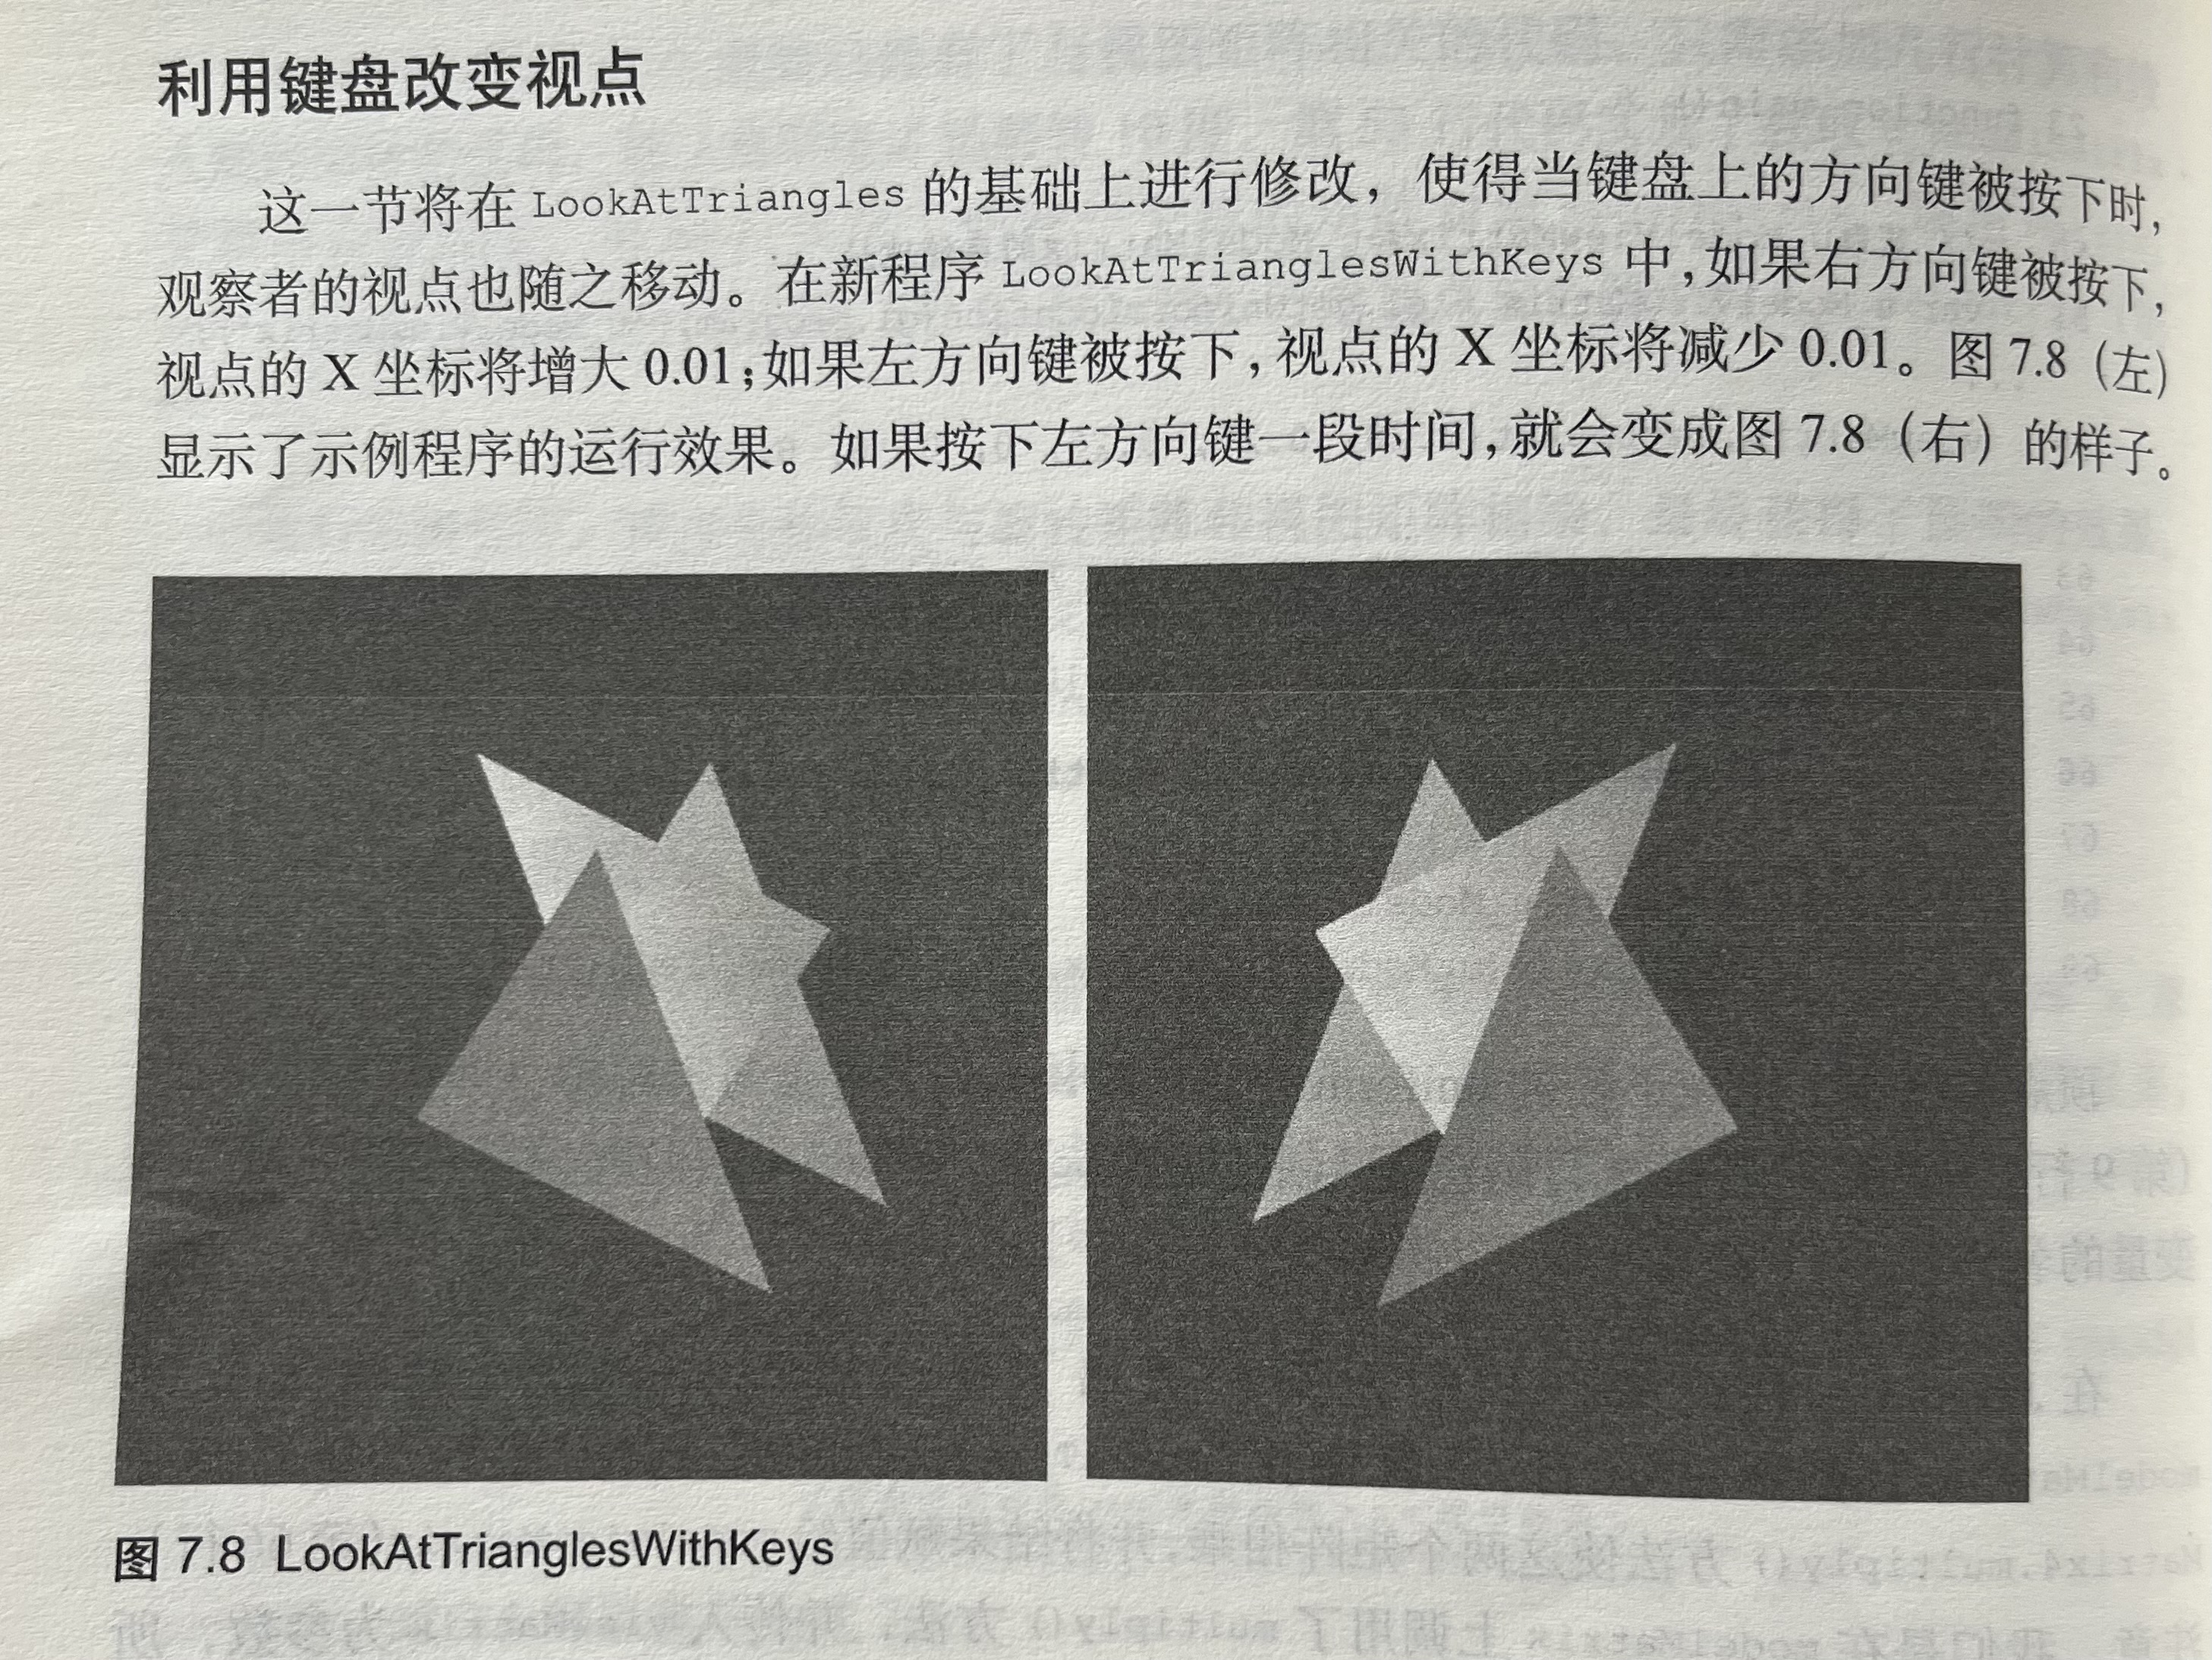 利用键盘改变视点
这一节将在 LookAtTriangles 的基础上进行修改，使得当键盘上的方向键被按下时，
观察者的视点也随之移动。在新程序 LookAtTrianglesWithKeys 中，如果右方向键被按下，
视点的 X 坐标将增大 0.01；如果左方向键被按下，视点的 X 坐标将减少 0.01。图 7.8（左）
显示了示例程序的运行效果。如果按下左方向键一段时间，就会变成图 7.8（右）的样子。
图 7.8 LookAtTrianglesWithKeys